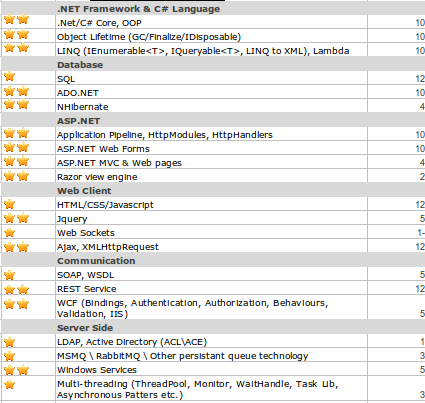 .NET Framework & C# Language
.Net/C# Core, OOP 10
Object Lifetime (GC/Finalize/IDisposable) 10
LINQ (IEnumerable<T>, IQueryable<T>, LINQ to XML), Lambda 10
Database
SQL 12
ADO.NET 10
NHibernate 4
ASP.NET
Application Pipeline, HttpModules, HttpHandlers 10
ASP.NET Web Forms 10
ASP.NET MVC & Web pages 4
Razor view engine 2
Web Client
HTML/CSS/Javascript 12
Jquery 5
Web Sockets 1-
Ajax, XMLHttpRequest 12
Communication
SOAP, WSDL 5
REST Service 12
WCF (Bindings, Authentication, Authorization, Behaviours,
Validation, IIS) 5
Server Side
LDAP, Active Directory (ACL\ACE) 1
MSMQ \ RabbitMQ \ Other persistant queue technology 3
Windows Services 5
Multi-threading (ThreadPool, Monitor, WaitHandle, Task Lib,
Asynchronous Patters etc.) 3